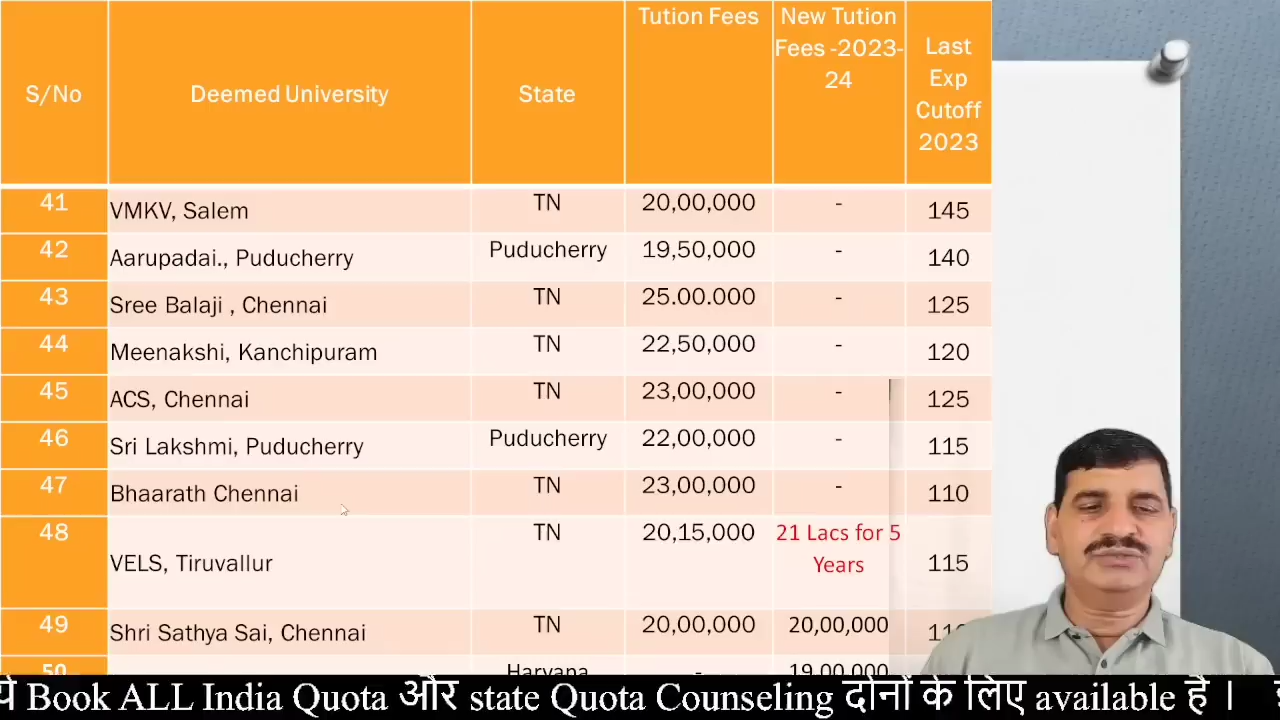 S/No Deemed University State Tution Fees New Tution Fees -2023-24 Last Exp Cutoff 2023
41 VMKV, Salem TN 20,00,000 - 145
42 Aarupadai., Puducherry Puducherry 19,50,000 - 140
43 Sree Balaji , Chennai TN 25.00.000 - 125
44 Meenakshi, Kanchipuram TN 22,50,000 - 120
45 ACS, Chennai TN 23,00,000 - 125
46 Sri Lakshmi, Puducherry Puducherry 22,00,000 - 115
47 Bhaarath Chennai TN 23,00,000 - 110
48 VELS, Tiruvallur TN 20,15,000 21 Lacs for 5 Years 115
49 Shri Sathya Sai, Chennai TN 20,00,000 20,00,000
50 Haryana - 19,00,000
Book ALL India Quota और state Quota Counseling दोनों के लिए available है ।